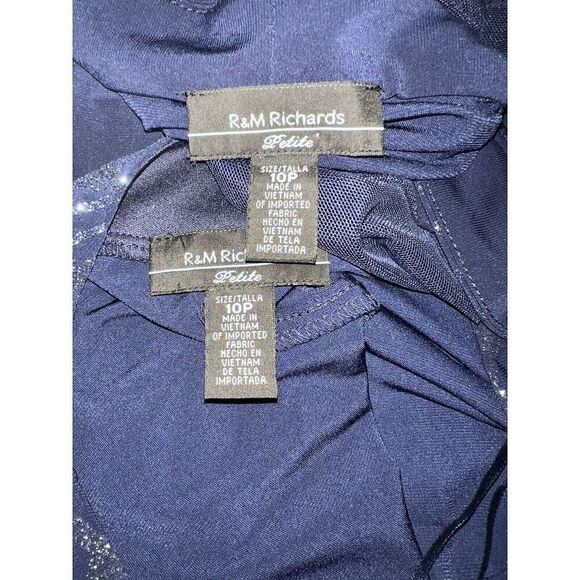 R&M Richards
Petite
SIZE/TALLA
10P
MADE IN
VIETNAM
OF IMPORTED
FABRIC
HECHO EN
VIETNAM
DE TELA
IMPORTADA
R&M Ric
Petite
SIZE/TALLA
10P
MADE IN
VIETNAM
OF IMPORTED
FABRIC
HECHO EN
VIETNAM
DE TELA
IMPORTADA